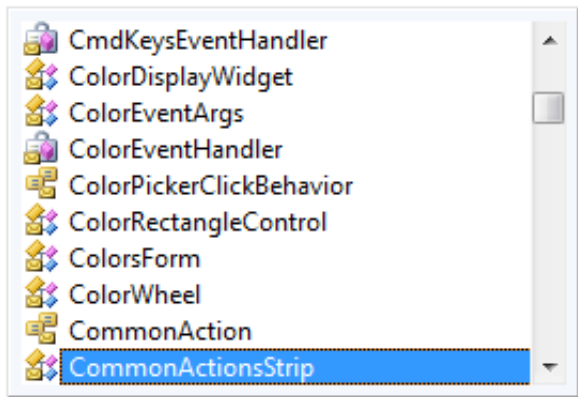 CmdKeysEventHandler
ColorDisplayWidget
ColorEventArgs
ColorEventHandler
ColorPickerClickBehavior
ColorRectangleControl
ColorsForm
ColorWheel
CommonAction
CommonActionsStrip